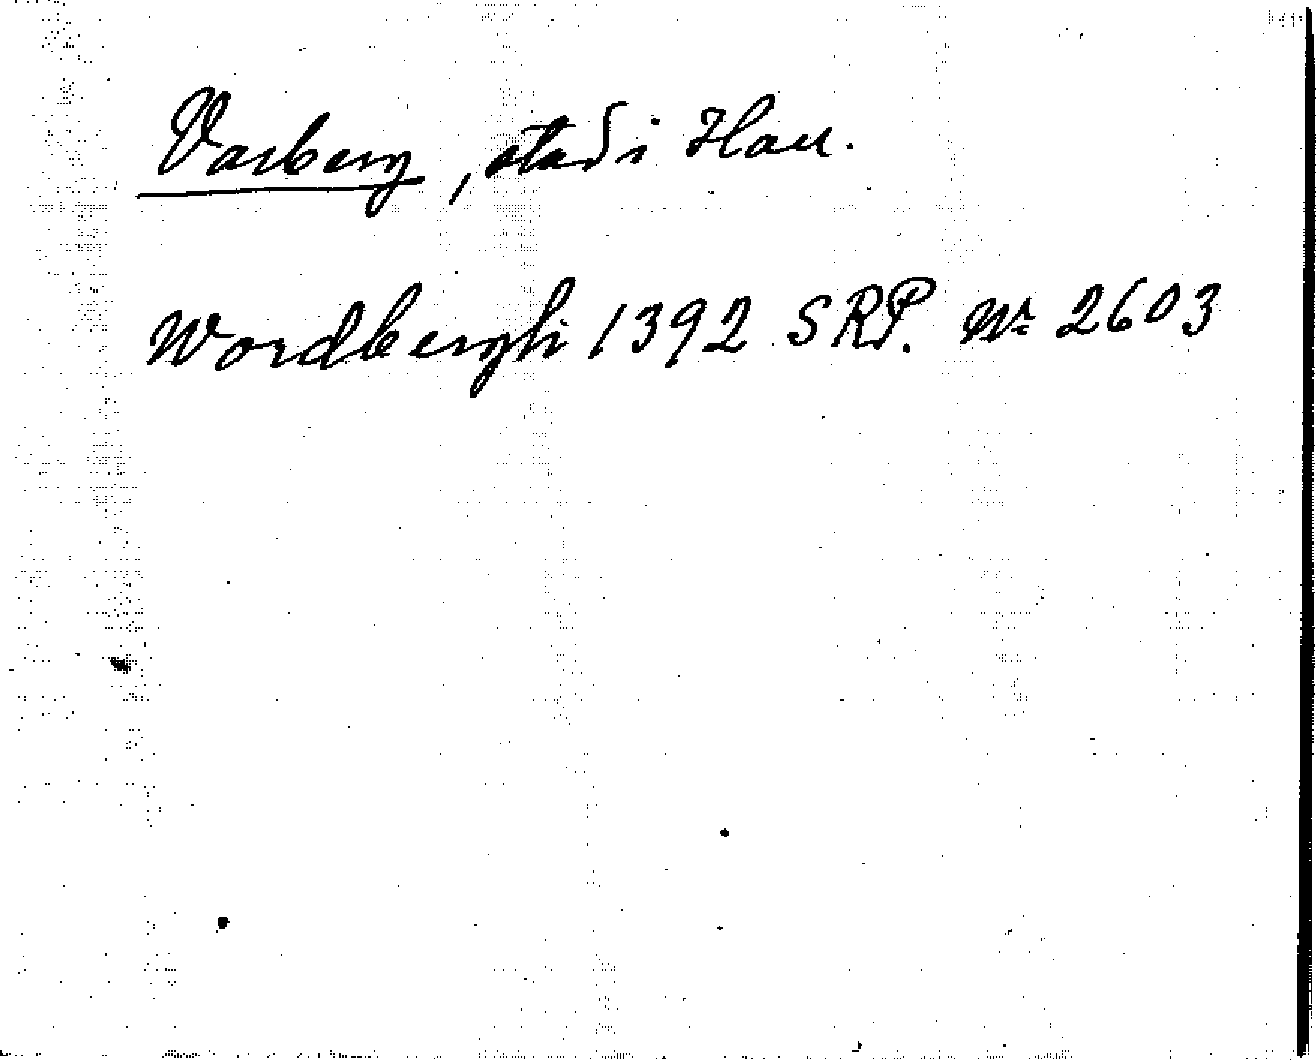 Varberg, stad i Hall.
Wordbergh 1392 SRP. Nr 2603